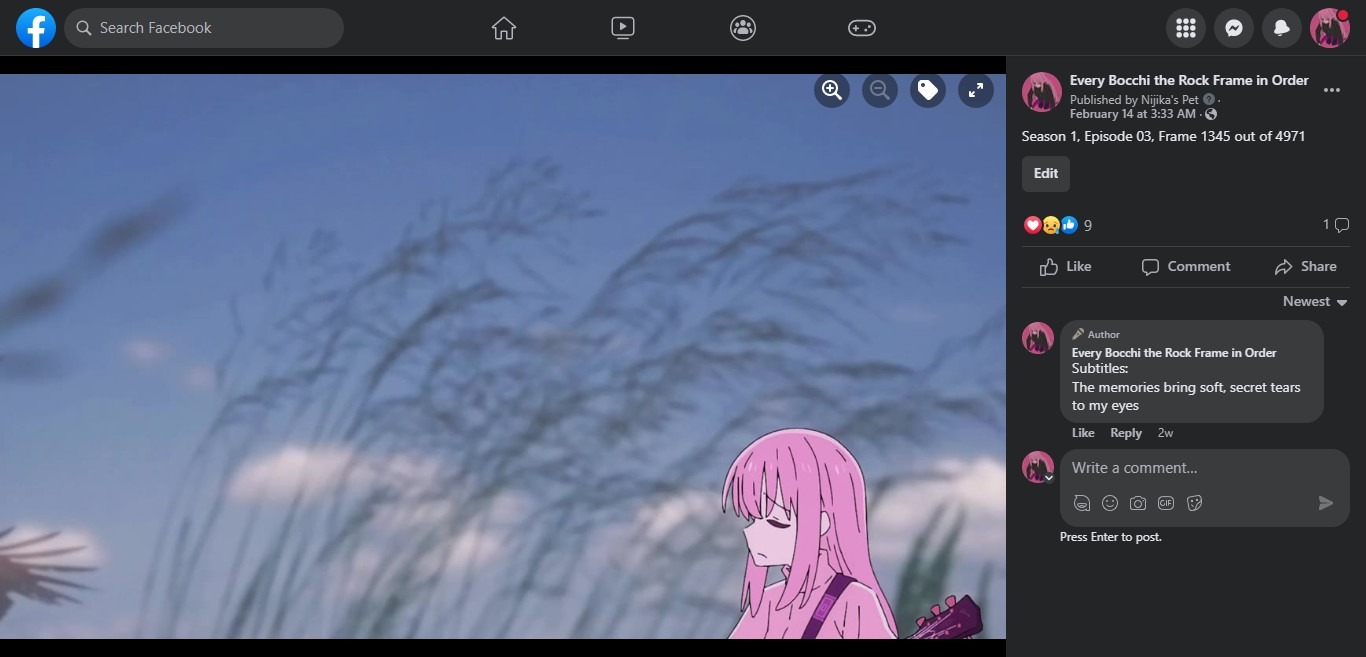 Search Facebook
Every Bocchi the Rock Frame in Order
Published by Nijika's Pet
February 14 at 3:33 AM ·
Season 1, Episode 03, Frame 1345 out of 4971
Edit
9
1
Like
Comment
Share
Newest
Author
Every Bocchi the Rock Frame in Order
Subtitles:
The memories bring soft, secret tears
to my eyes
Like Reply 2w
Write a comment...
GIF
Press Enter to post.